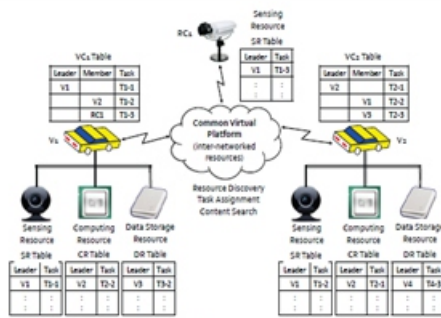 Sensing
Resource
SR Table
Leader Task
V1 T1-3
: :
: :
RC1
VC1 Table
Leader Member Task
V1 T1-1
V2 T1-2
RC1 T1-3
V1
VC2 Table
Leader Member Task
V2 T2-1
V1 T2-2
V3 T2-3
V2
Common Virtual
Platform
(inter-networked
resources)
Resource Discovery
Task Assignment
Content Search
Sensing
Resource
SR Table
Leader Task
V1 T1-1
: :
: :
Computing
Resource
CR Table
Leader Task
V2 T2-2
: :
: :
Data Storage
Resource
DR Table
Leader Task
V3 T3-2
: :
: :
Sensing
Resource
SR Table
Leader Task
V1 T1-2
: :
: :
Computing
Resource
CR Table
Leader Task
V2 T2-1
: :
: :
Data Storage
Resource
DR Table
Leader Task
V4 T4-3
: :
: :